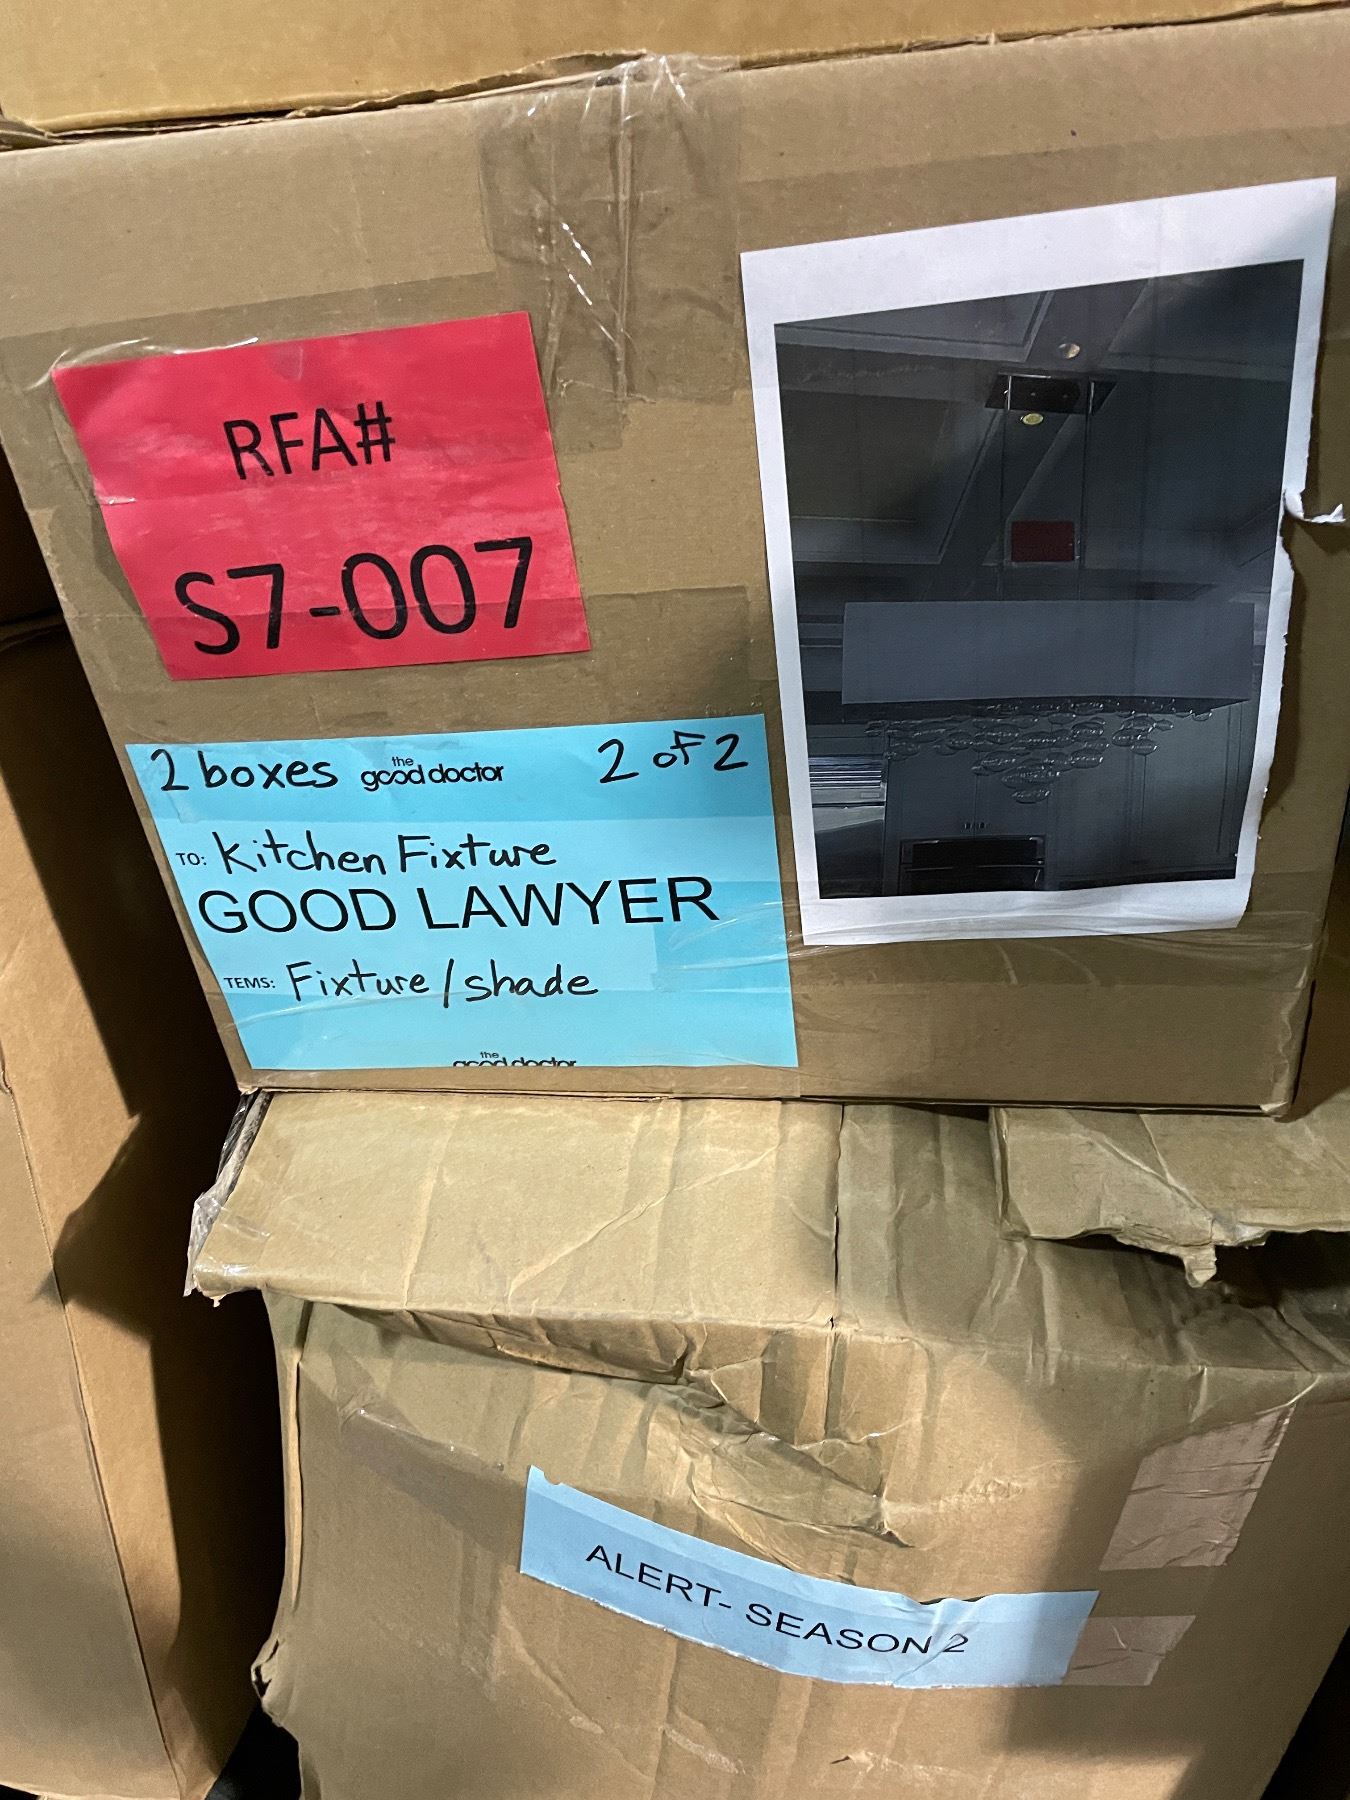 RFA#
S7-007
2 boxes the good doctor 2 of 2
TO: Kitchen Fixture
GOOD LAWYER
TEMS: Fixture/shade
the
good doctor
ALERT- SEASON 2